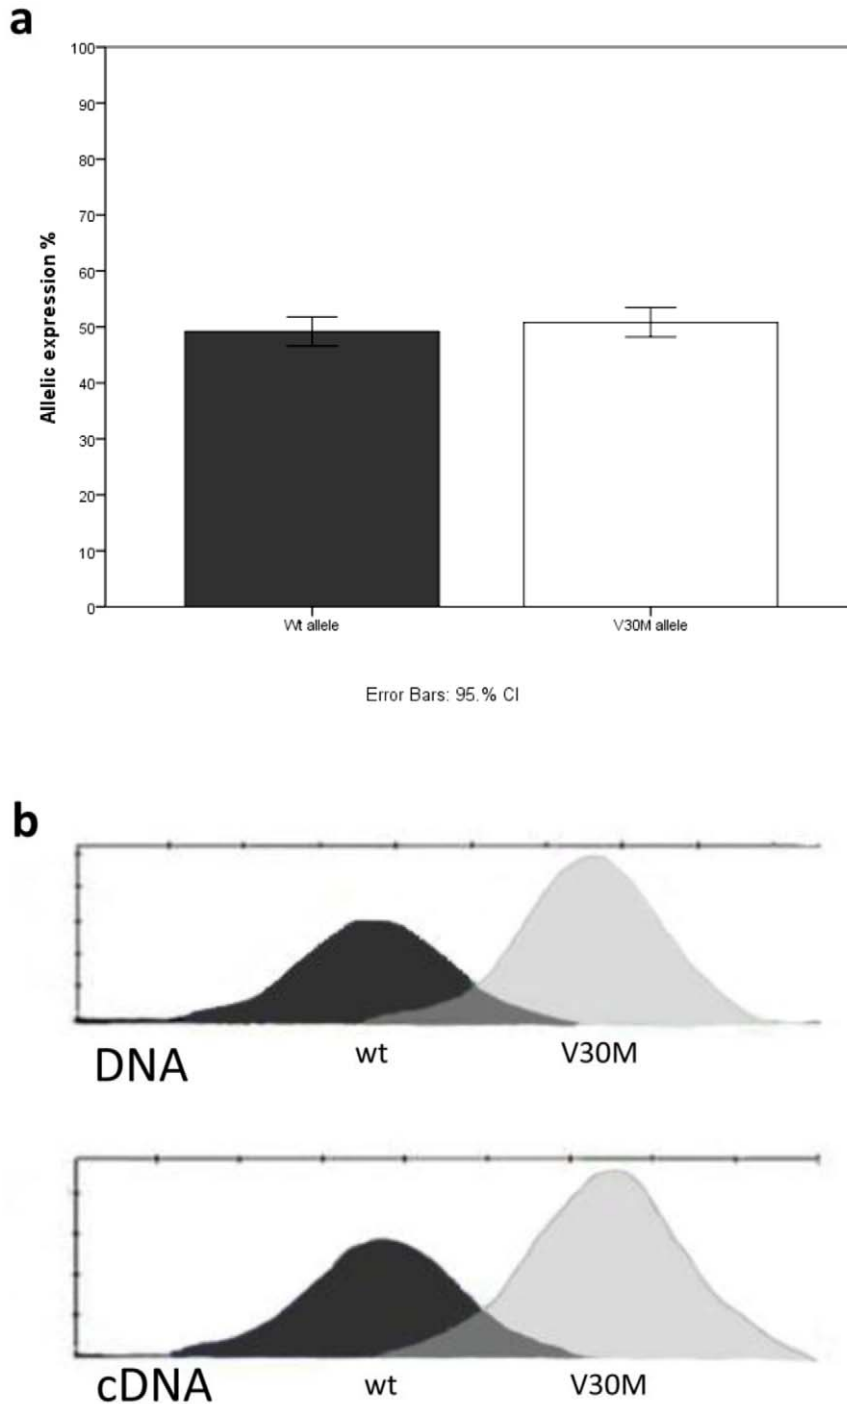 a
100
90
80
70
60
50
40
30
20
10
0
Allelic expression %
Wt allele V30M allele
Error Bars: 95.% CI
b
DNA wt V30M
cDNA wt V30M